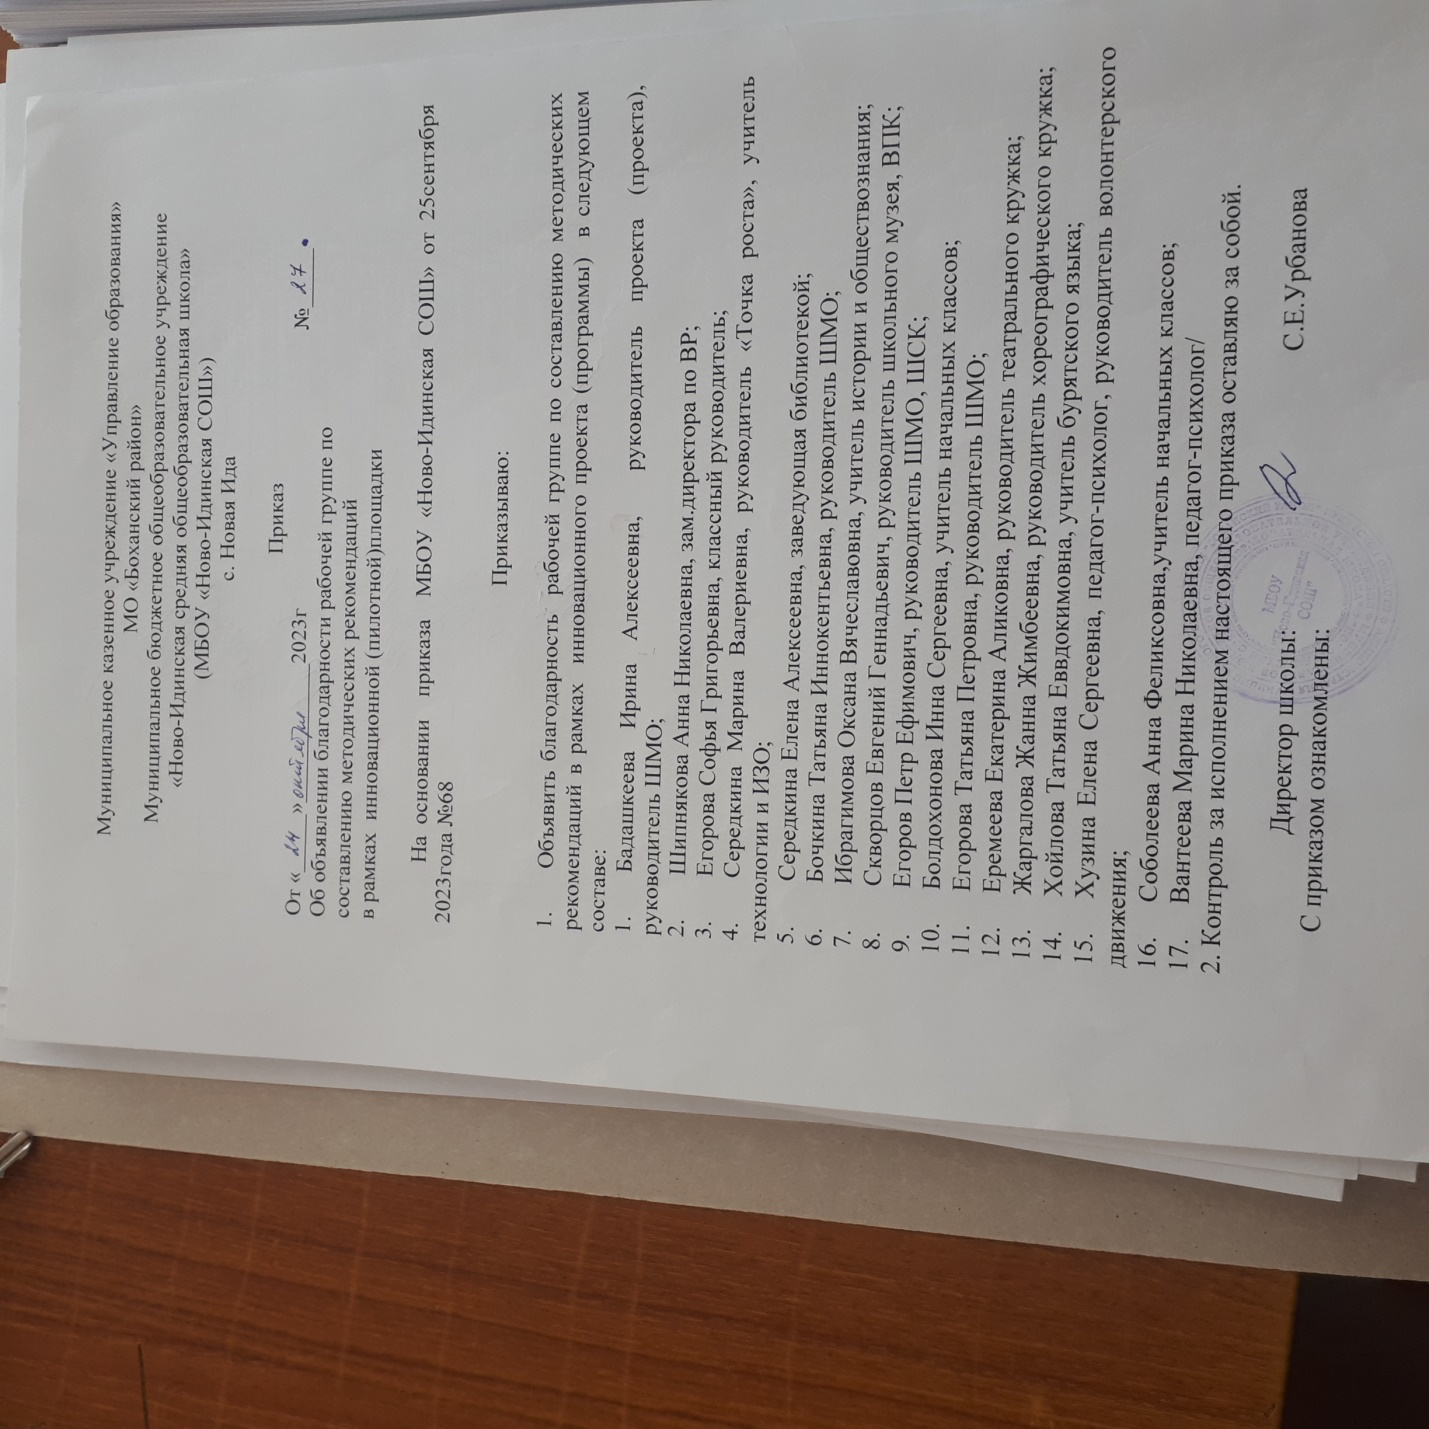 Муниципальное казенное учреждение «Управление образования»
МО «Боханский район»
Муниципальное бюджетное общеобразовательное учреждение
«Ново-Идинская средняя общеобразовательная школа»
(МБОУ «Ново-Идинская СОШ»)
с. Новая Ида
Приказ
От « 24 » октября 2023г № 27
Об объявлении благодарности рабочей группе по
составлению методических рекомендаций
в рамках инновационной (пилотной)площадки
На основании приказа МБОУ «Ново-Идинская СОШ» от 25сентября
2023года №68
Приказываю:
1. Объявить благодарность рабочей группе по составлению методических
рекомендаций в рамках инновационного проекта (программы) в следующем
составе:
1. Бадашкеева Ирина Алексеевна, руководитель проекта (проекта),
руководитель ШМО;
2. Шипнякова Анна Николаевна, зам.директора по ВР;
3. Егорова Софья Григорьевна, классный руководитель;
4. Середкина Марина Валериевна, руководитель «Точка роста», учитель
технологии и ИЗО;
5. Середкина Елена Алексеевна, заведующая библиотекой;
6. Бочкина Татьяна Иннокентьевна, руководитель ШМО;
7. Ибрагимова Оксана Вячеславовна, учитель истории и обществознания;
8. Скворцов Евгений Геннадьевич, руководитель школьного музея, ВПК;
9. Егоров Петр Ефимович, руководитель ШМО, ШСК;
10. Болдохонова Инна Сергеевна, учитель начальных классов;
11. Егорова Татьяна Петровна, руководитель ШМО;
12. Еремеева Екатерина Аликовна, руководитель театрального кружка;
13. Жаргалова Жанна Жимбеевна, руководитель хореографического кружка;
14. Хойлова Татьяна Еввдокимовна, учитель бурятского языка;
15. Хузина Елена Сергеевна, педагог-психолог, руководитель волонтерского
движения;
16. Соболеева Анна Феликсовна,учитель начальных классов;
17. Вантеева Марина Николаевна, педагог-психолог/
2. Контроль за исполнением настоящего приказа оставляю за собой.
Директор школы: С.Е.Урбанова
С приказом ознакомлены:
МБОУ
СОШ"